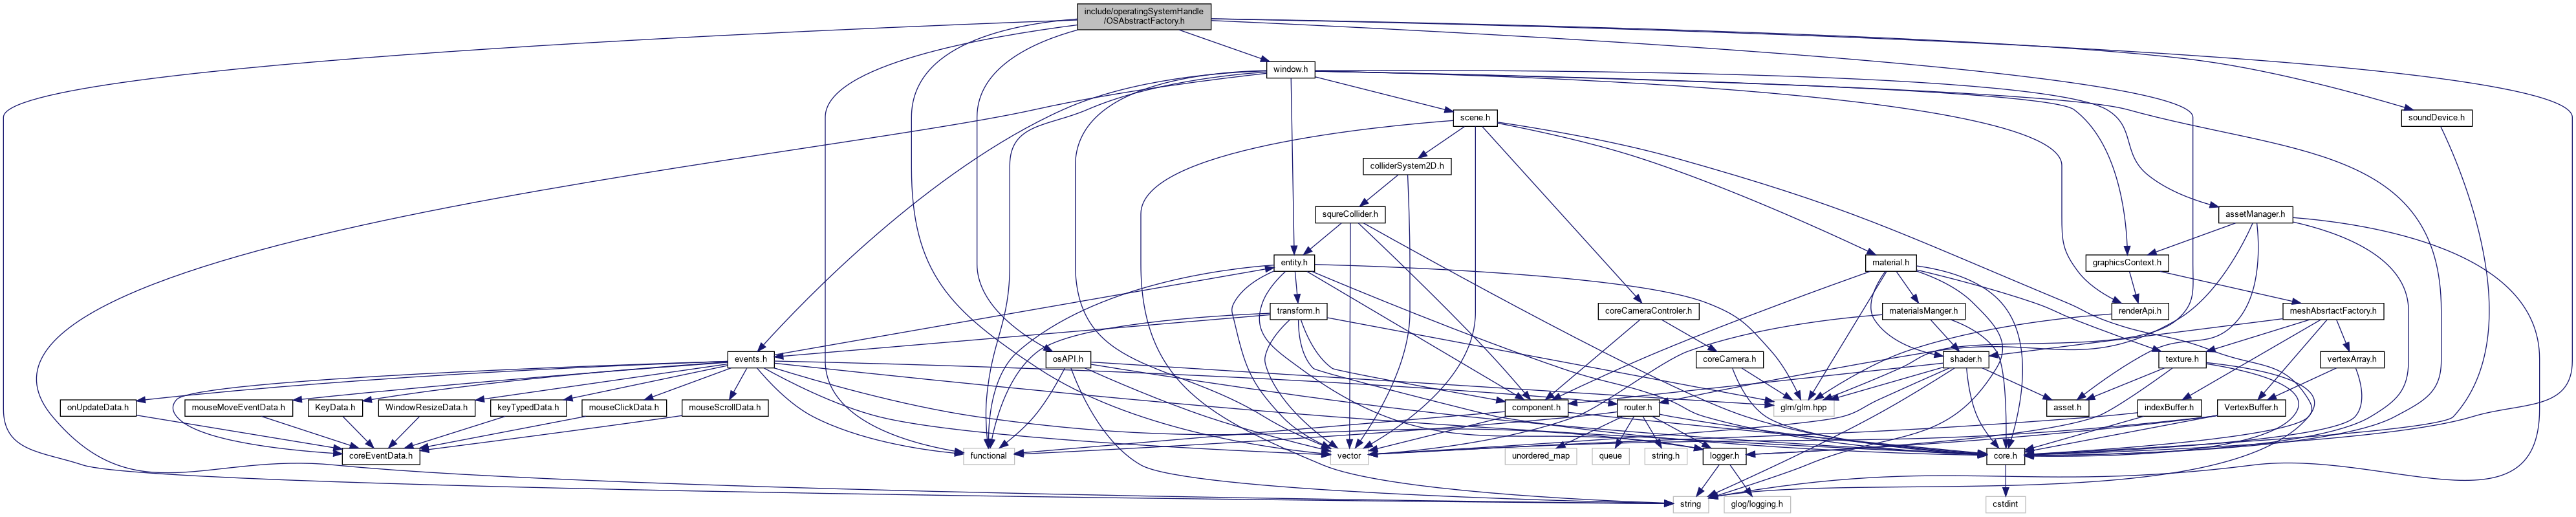 include/operatingSystemHandle
/OSAbstractFactory.h
window.h
scene.h
soundDevice.h
colliderSystem2D.h
squreCollider.h
assetManager.h
entity.h
material.h
graphicsContext.h
transform.h
coreCameraControler.h
materialsManger.h
renderApi.h
meshAbsrtactFactory.h
events.h
osAPI.h
coreCamera.h
shader.h
texture.h
vertexArray.h
onUpdateData.h
mouseMoveEventData.h
KeyData.h
WindowResizeData.h
keyTypedData.h
mouseClickData.h
mouseScrollData.h
glm/glm.hpp
component.h
router.h
asset.h
indexBuffer.h
VertexBuffer.h
coreEventData.h
functional
vector
unordered_map
queue
string.h
logger.h
core.h
string
glog/logging.h
cstdint